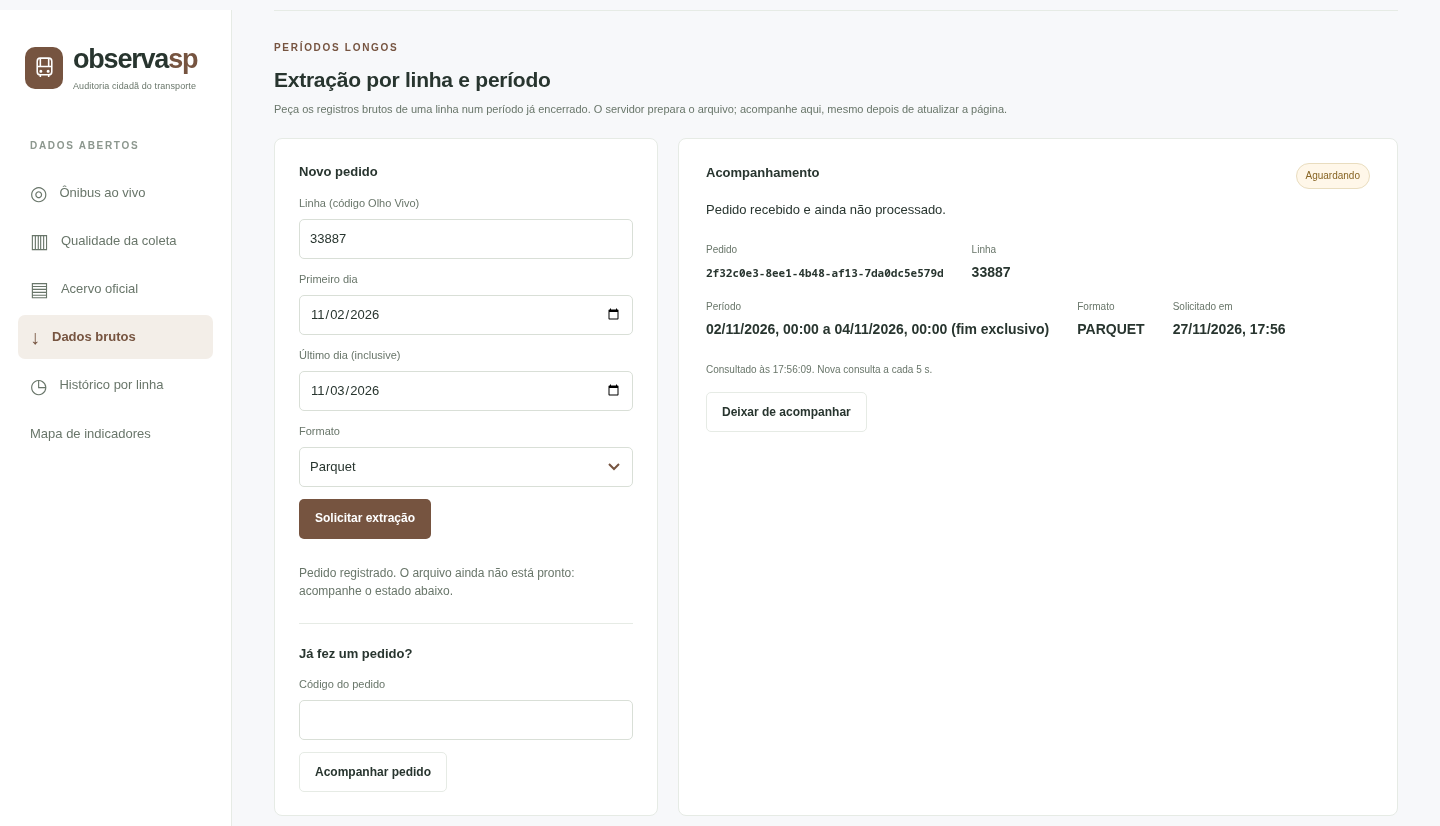 observasp
Auditoria cidadã do transporte
DADOS ABERTOS
Ônibus ao vivo
Qualidade da coleta
Acervo oficial
Dados brutos
Histórico por linha
Mapa de indicadores
PERÍODOS LONGOS
Extração por linha e período
Peça os registros brutos de uma linha num período já encerrado. O servidor prepara o arquivo; acompanhe aqui, mesmo depois de atualizar a página.
Novo pedido
Linha (código Olho Vivo)
33887
Primeiro dia
11/02/2026
Último dia (inclusive)
11/03/2026
Formato
Parquet
Solicitar extração
Pedido registrado. O arquivo ainda não está pronto:
acompanhe o estado abaixo.
Já fez um pedido?
Código do pedido
Acompanhar pedido
Acompanhamento
Aguardando
Pedido recebido e ainda não processado.
Pedido
2f32c0e3-8ee1-4b48-af13-7da0dc5e579d
Linha
33887
Período
02/11/2026, 00:00 a 04/11/2026, 00:00 (fim exclusivo)
Formato
PARQUET
Solicitado em
27/11/2026, 17:56
Consultado às 17:56:09. Nova consulta a cada 5 s.
Deixar de acompanhar